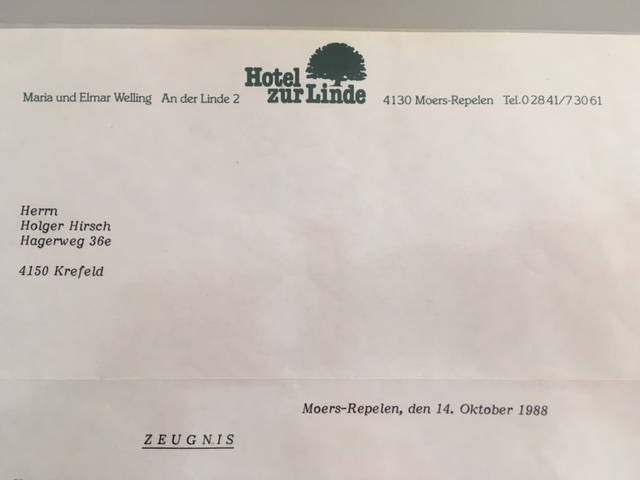 Hotel
zur Linde
Maria und Elmar Welling An der Linde 2
4130 Moers-Repelen Tel. 02841/73061
Herrn
Holger Hirsch
Hagerweg 36e
4150 Krefeld
Moers-Repelen, den 14. Oktober 1988
ZEUGNIS